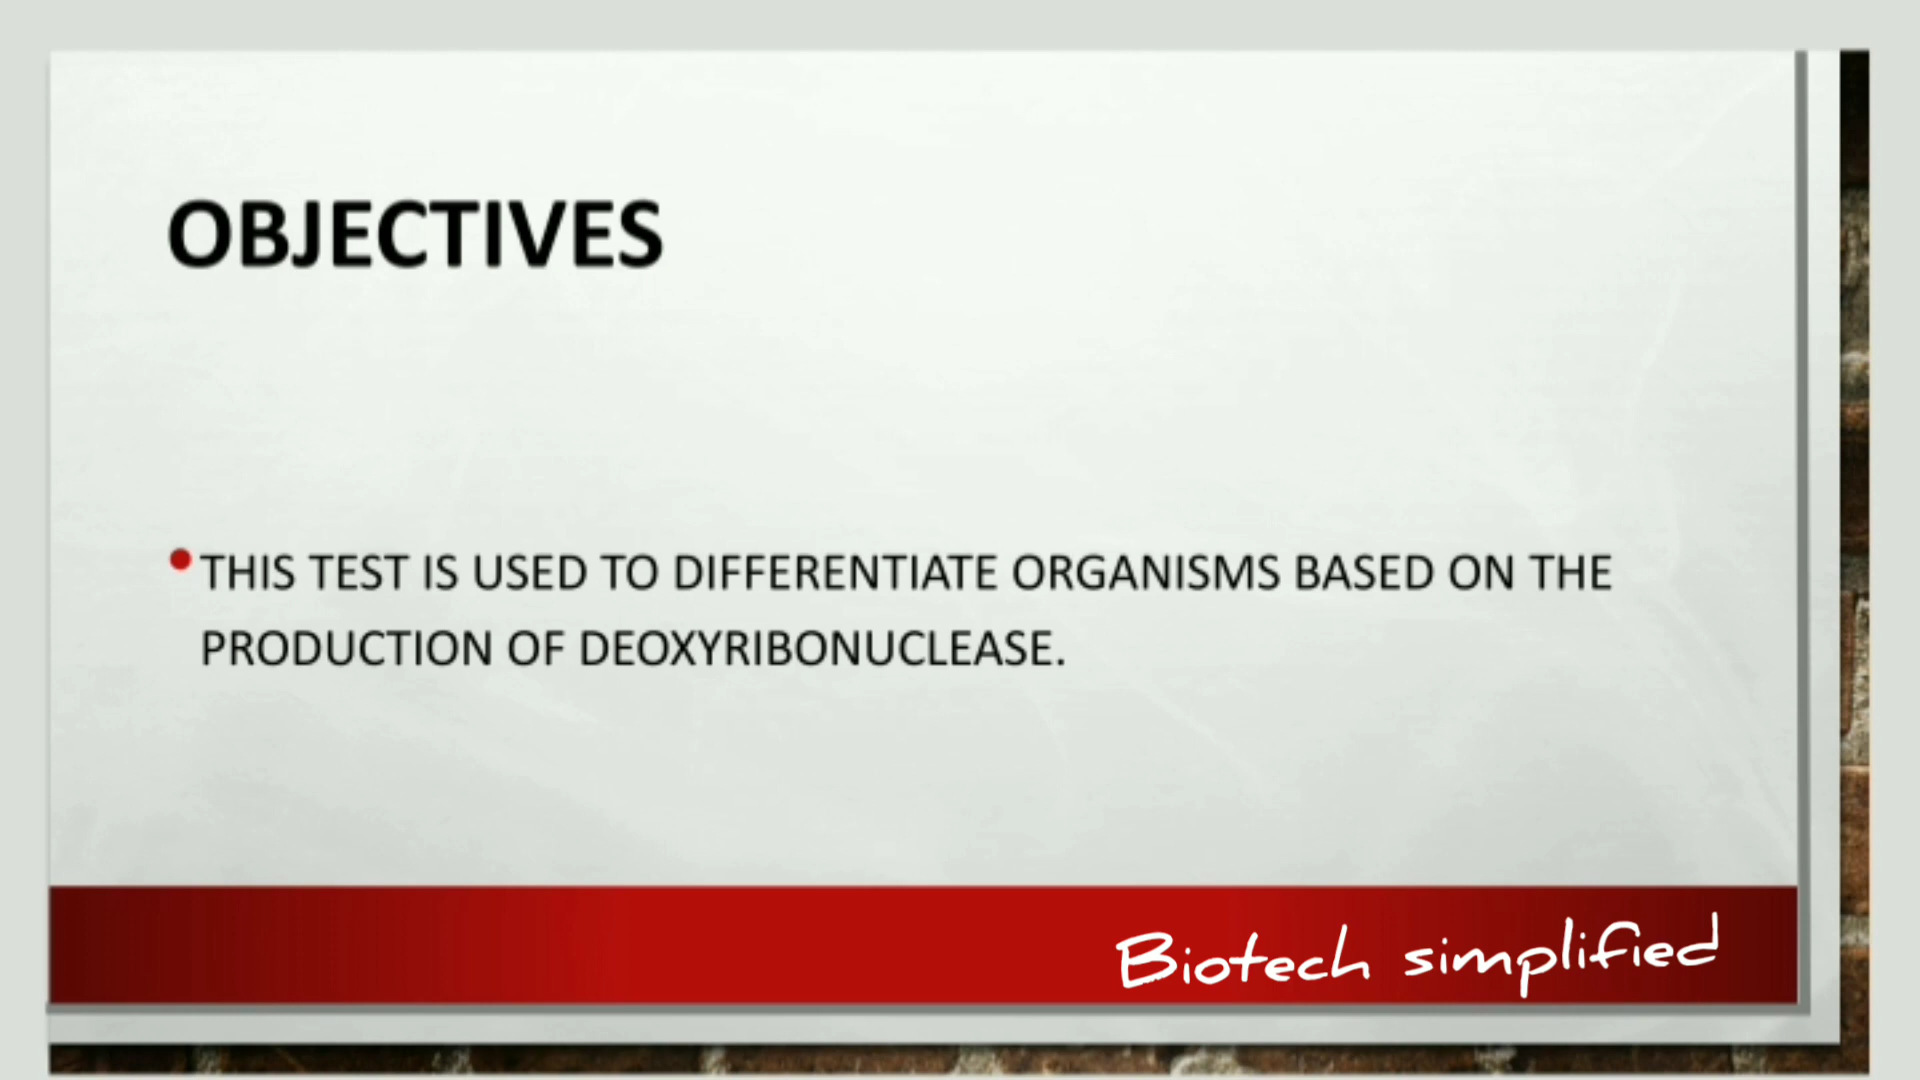 OBJECTIVES
• THIS TEST IS USED TO DIFFERENTIATE ORGANISMS BASED ON THE
PRODUCTION OF DEOXYRIBONUCLEASE.
Biotech simplified